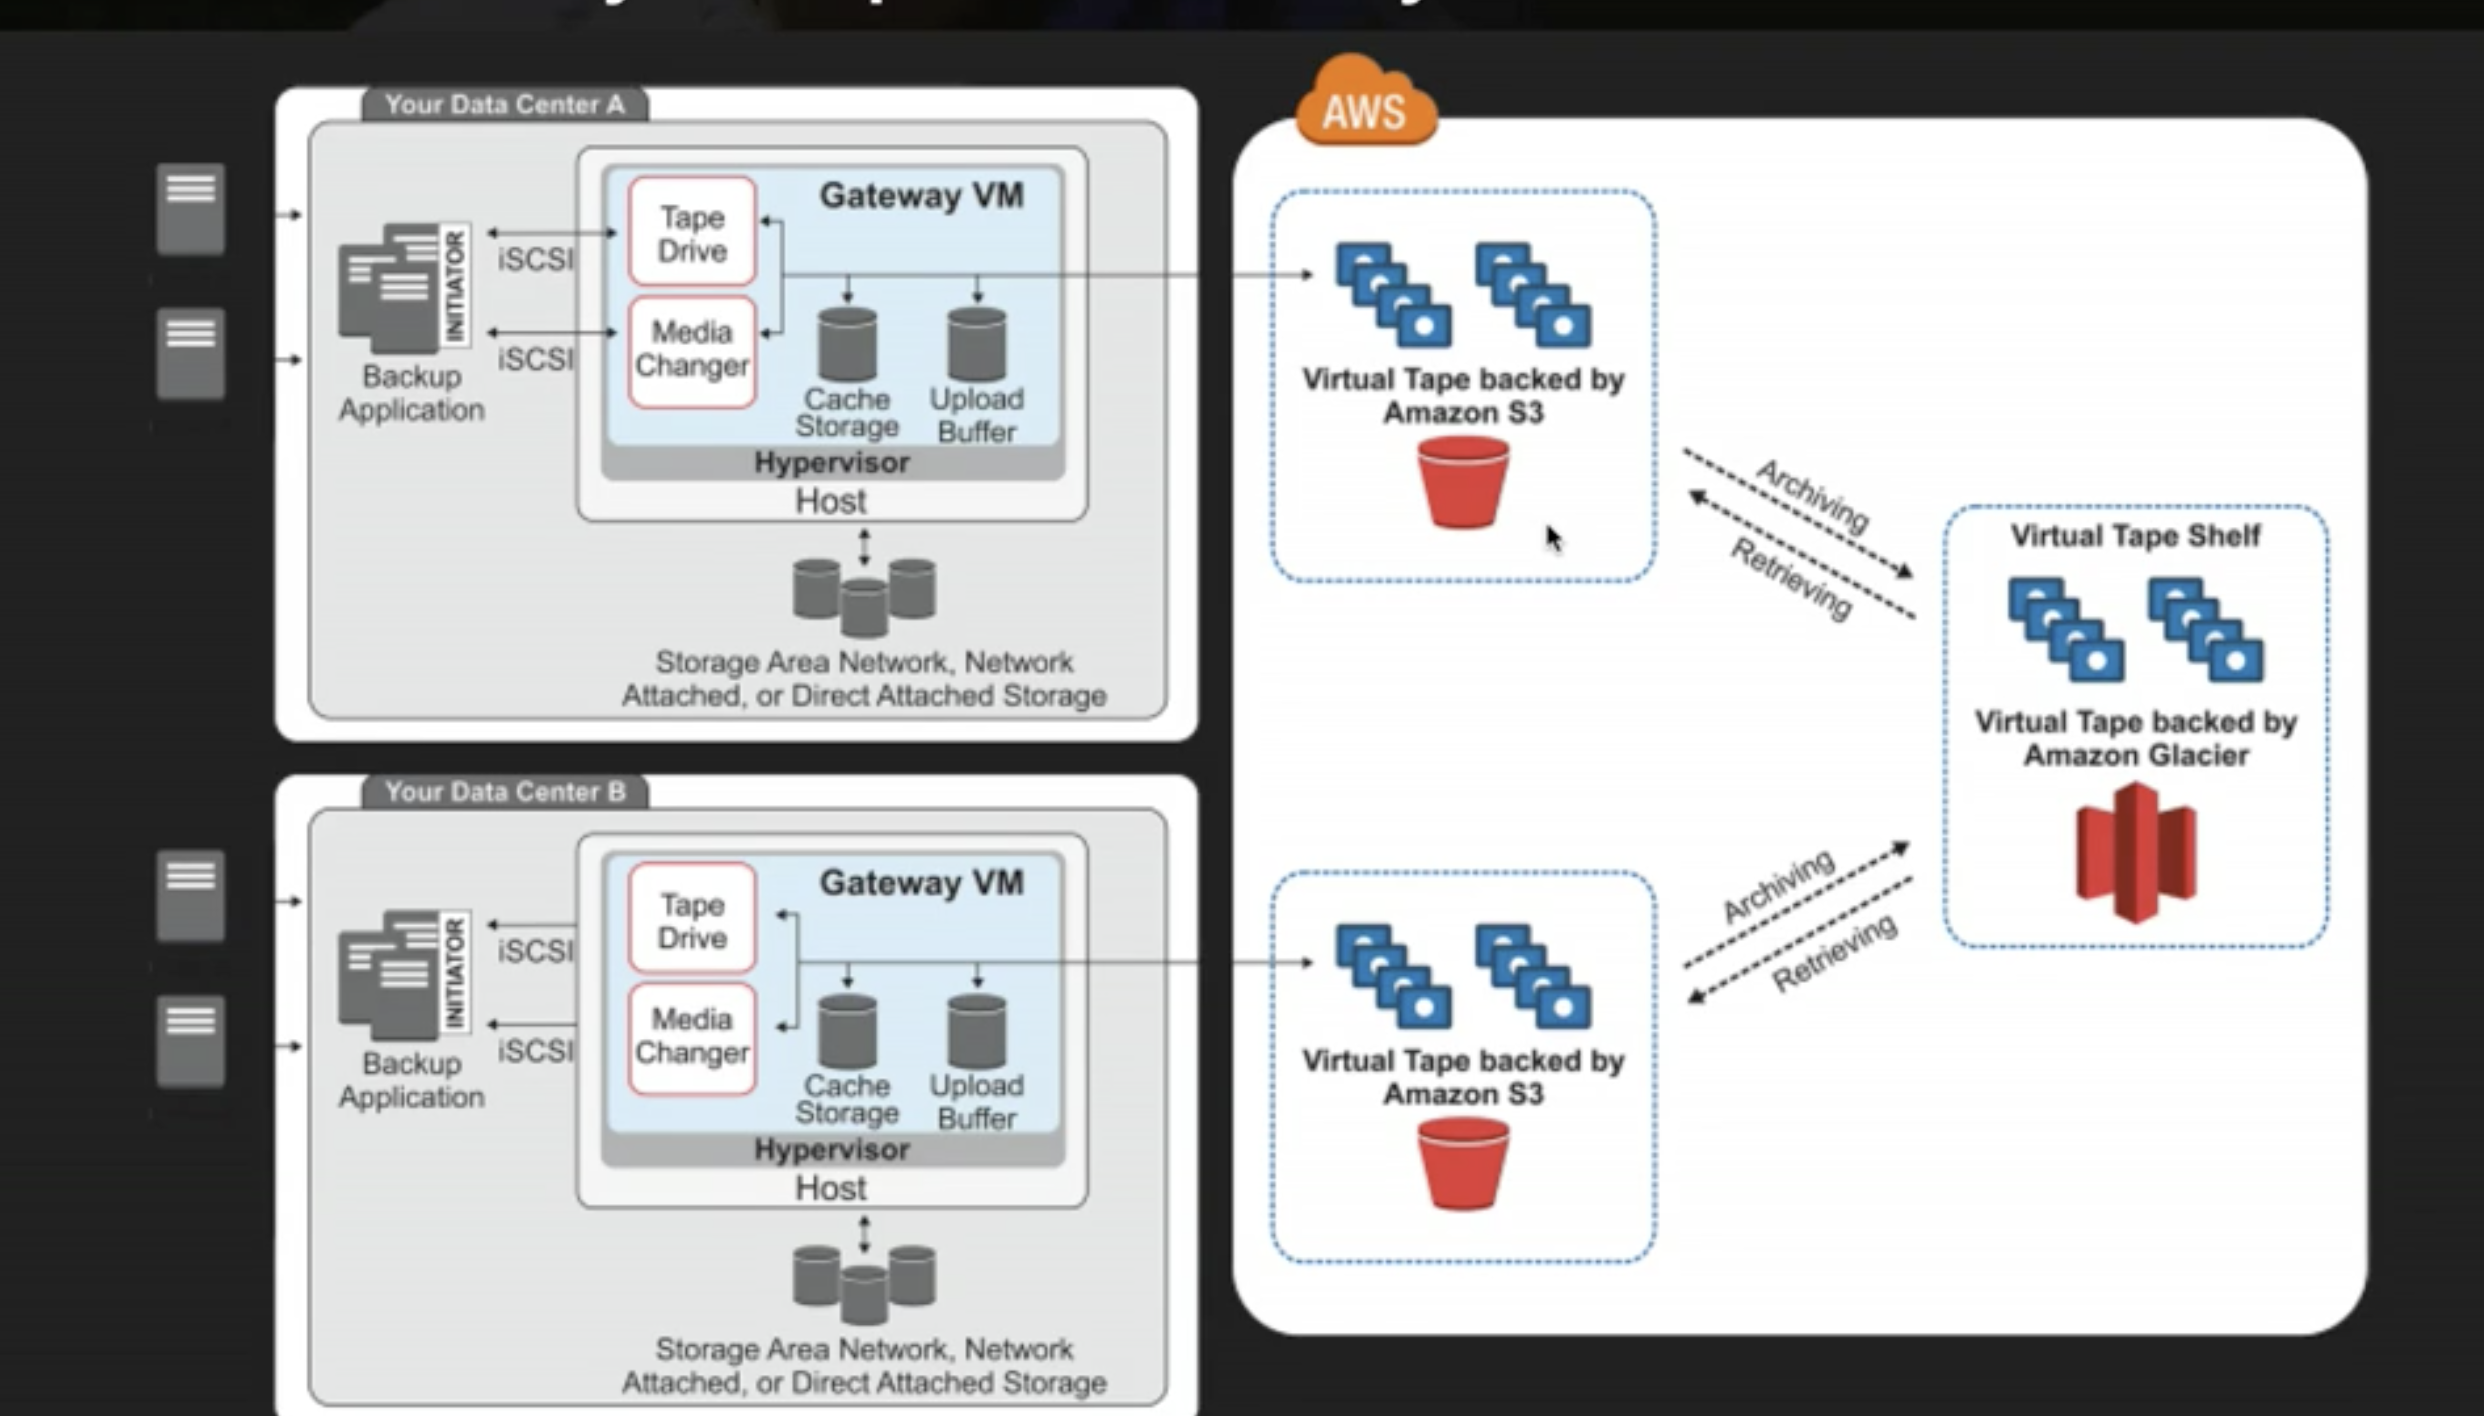 Your Data Center A
Gateway VM
Tape
Drive
iSCSI
INITIATOR
Media
Changer
iSCSI
Backup
Application
Cache
Storage
Upload
Buffer
Hypervisor
Host
Storage Area Network, Network
Attached, or Direct Attached Storage
Your Data Center B
Gateway VM
Tape
Drive
iSCSI
INITIATOR
Media
Changer
iSCSI
Backup
Application
Cache
Storage
Upload
Buffer
Hypervisor
Host
Storage Area Network, Network
Attached, or Direct Attached Storage
AWS
Virtual Tape backed by
Amazon S3
Archiving
Retrieving
Virtual Tape Shelf
Virtual Tape backed by
Amazon Glacier
Archiving
Retrieving
Virtual Tape backed by
Amazon S3